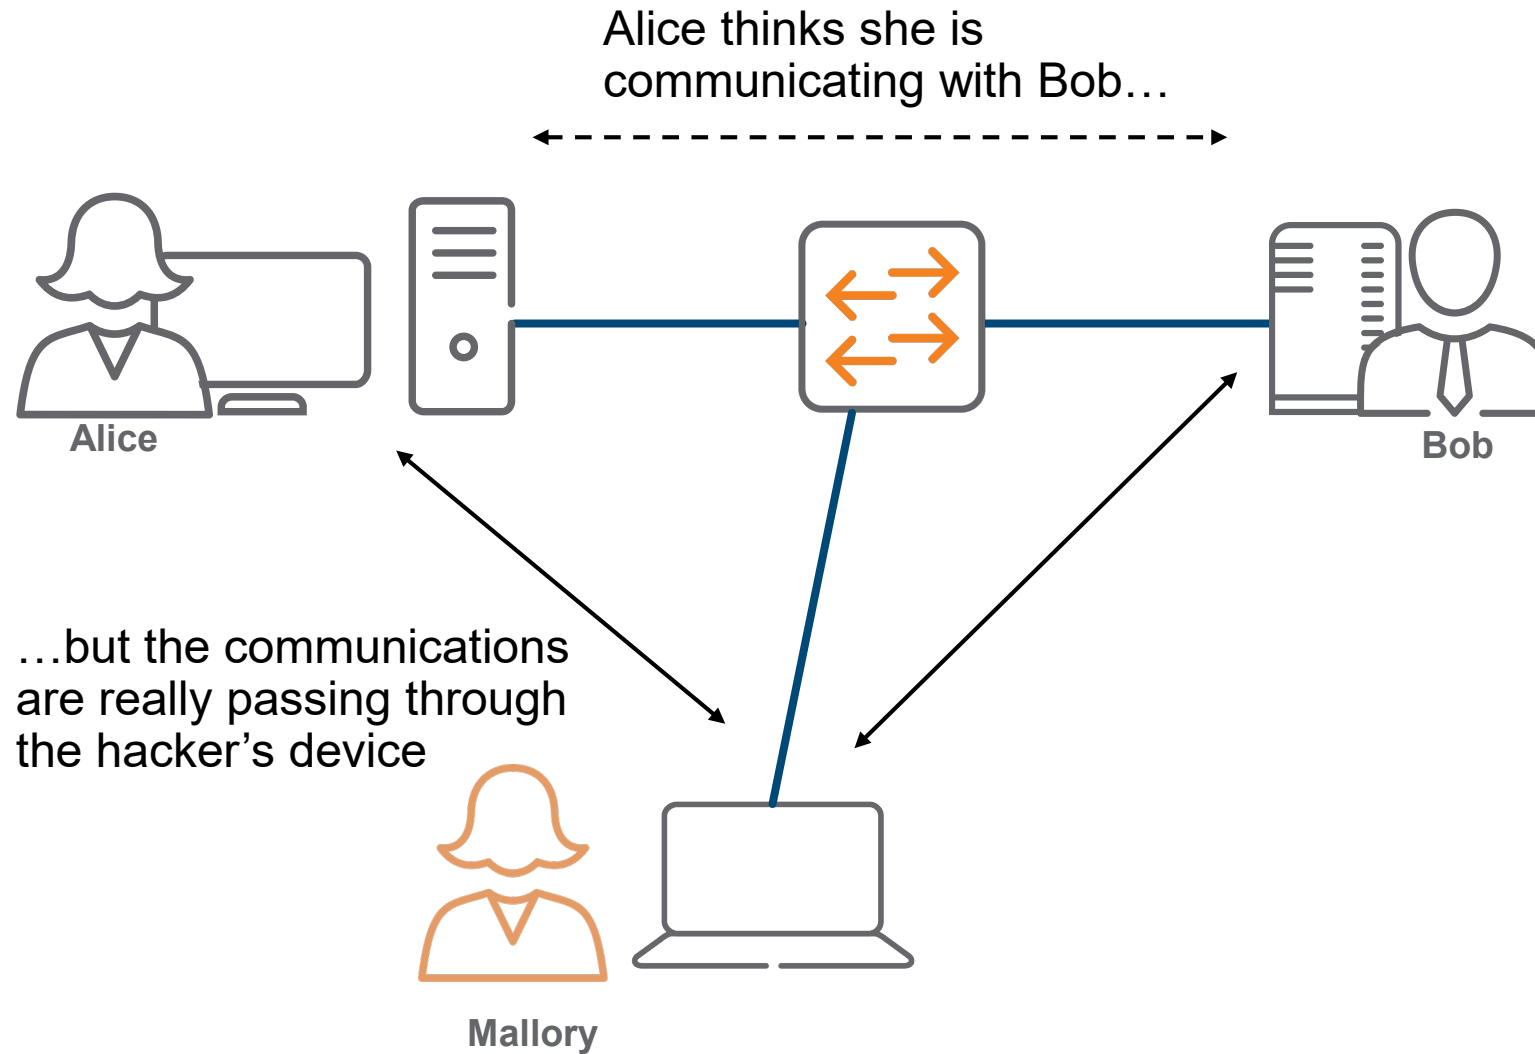 Alice thinks she is
communicating with Bob…
Alice
Bob
…but the communications
are really passing through
the hacker’s device
Mallory